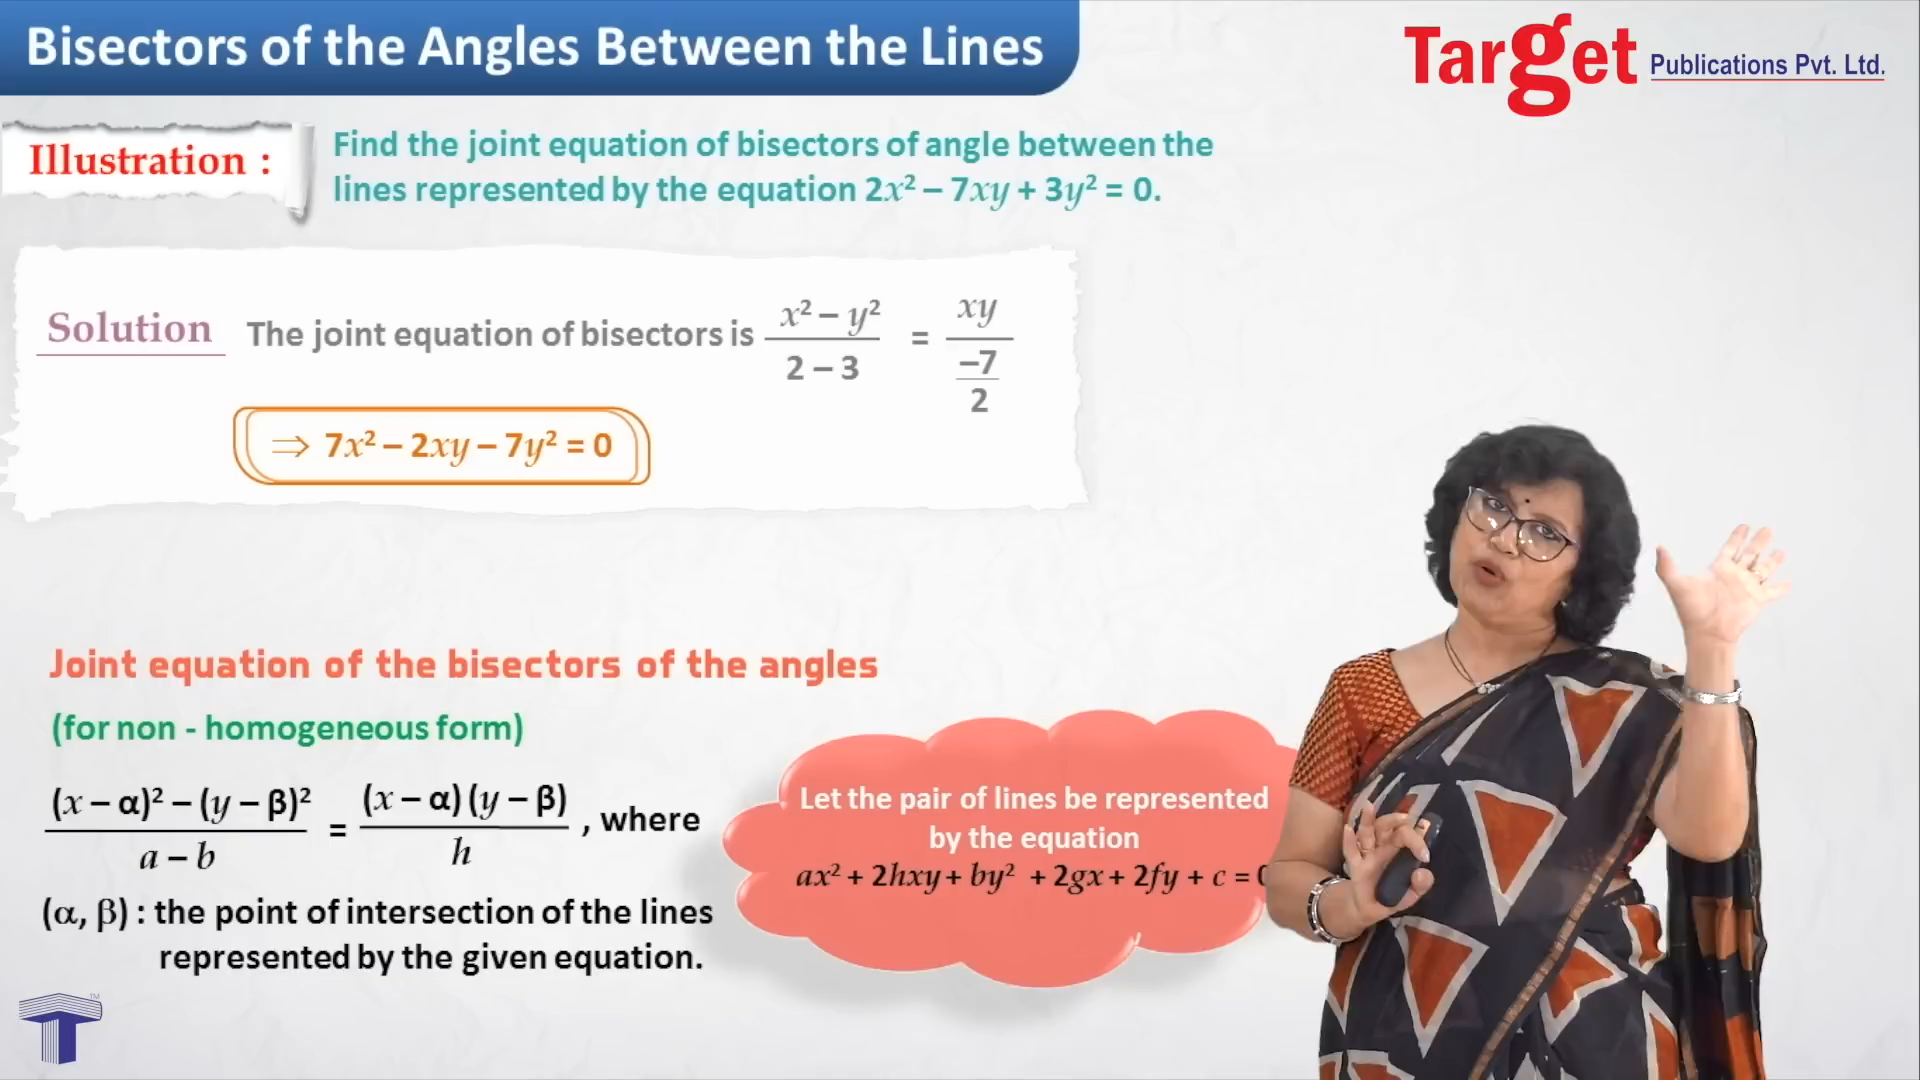 Bisectors of the Angles Between the Lines
Target Publications Pvt. Ltd.
Illustration :
Find the joint equation of bisectors of angle between the
lines represented by the equation 2x² – 7xy + 3y² = 0.
Solution
The joint equation of bisectors is (x² – y²)/(2 – 3) = xy/(–7/2)
⇒ 7x² – 2xy – 7y² = 0
Joint equation of the bisectors of the angles
(for non - homogeneous form)
((x – α)² – (y – β)²)/(a – b) = ((x – α) (y – β))/h , where
(α, β) : the point of intersection of the lines
represented by the given equation.
Let the pair of lines be represented
by the equation
ax² + 2hxy + by² + 2gx + 2fy + c = 0
T
TM